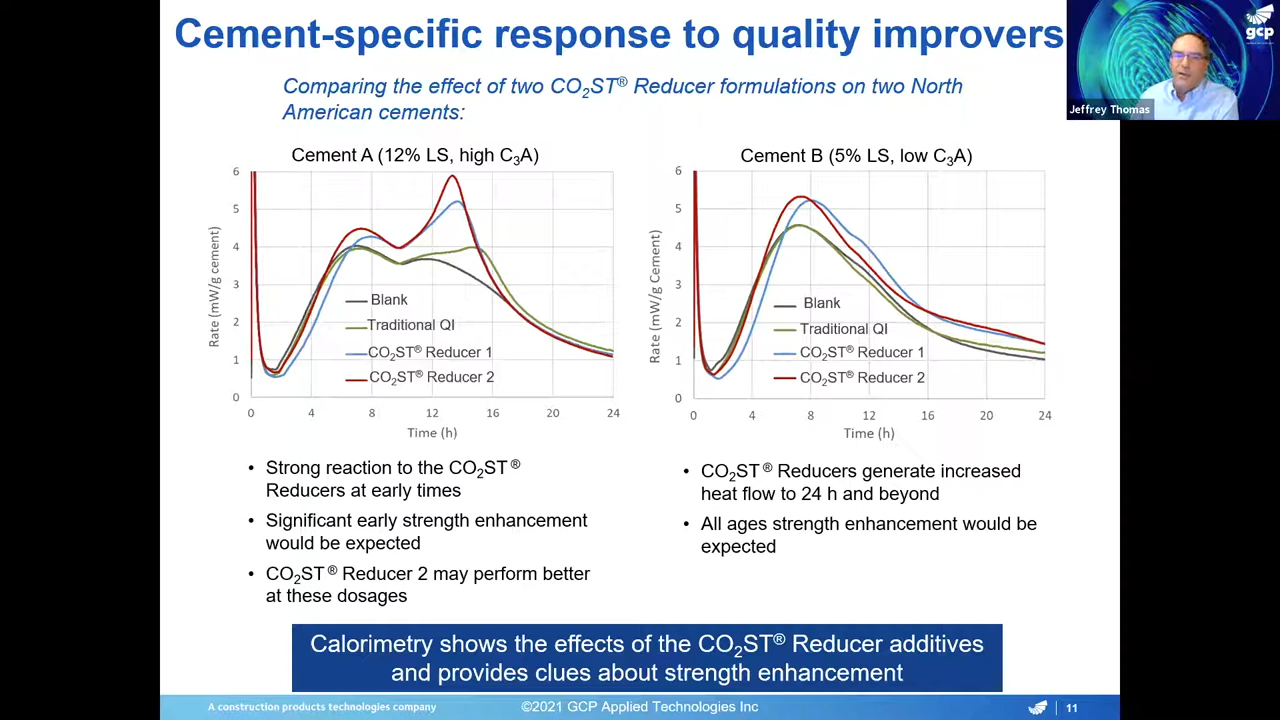 Cement-specific response to quality improvers
gcp
Jeffrey Thomas
Comparing the effect of two CO₂ST® Reducer formulations on two North
American cements:
Cement A (12% LS, high C₃A)
6
5
4
3
2
1
0
Rate (mW/g cement)
Blank
Traditional QI
CO₂ST® Reducer 1
CO₂ST® Reducer 2
0 4 8 12 16 20 24
Time (h)
Cement B (5% LS, low C₃A)
6
5
4
3
2
1
0
Rate (mW/g Cement)
Blank
Traditional QI
CO₂ST® Reducer 1
CO₂ST® Reducer 2
0 4 8 12 16 20 24
Time (h)
• Strong reaction to the CO₂ST®
Reducers at early times
• Significant early strength enhancement
would be expected
• CO₂ST® Reducer 2 may perform better
at these dosages
• CO₂ST® Reducers generate increased
heat flow to 24 h and beyond
• All ages strength enhancement would be
expected
Calorimetry shows the effects of the CO₂ST® Reducer additives
and provides clues about strength enhancement
A construction products technologies company
©2021 GCP Applied Technologies Inc
11